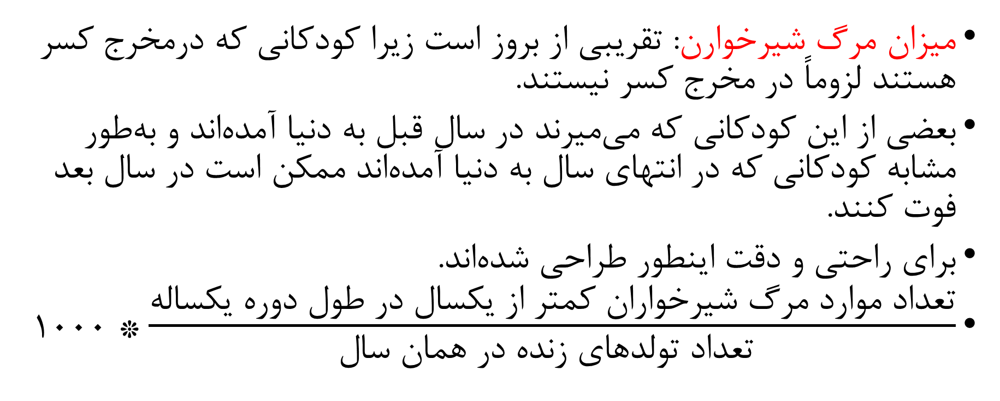 • میزان مرگ شیرخوارن: تقریبی از بروز است زیرا کودکانی که درمخرج کسر
هستند لزوماً در مخرج کسر نیستند.
• بعضی از این کودکانی که می‌میرند در سال قبل به دنیا آمده‌اند و به‌طور
مشابه کودکانی که در انتهای سال به دنیا آمده‌اند ممکن است در سال بعد
فوت کنند.
• برای راحتی و دقت اینطور طراحی شده‌اند.
تعداد موارد مرگ شیرخواران کمتر از یکسال در طول دوره یکساله
• * ۱۰۰۰
تعداد تولدهای زنده در همان سال